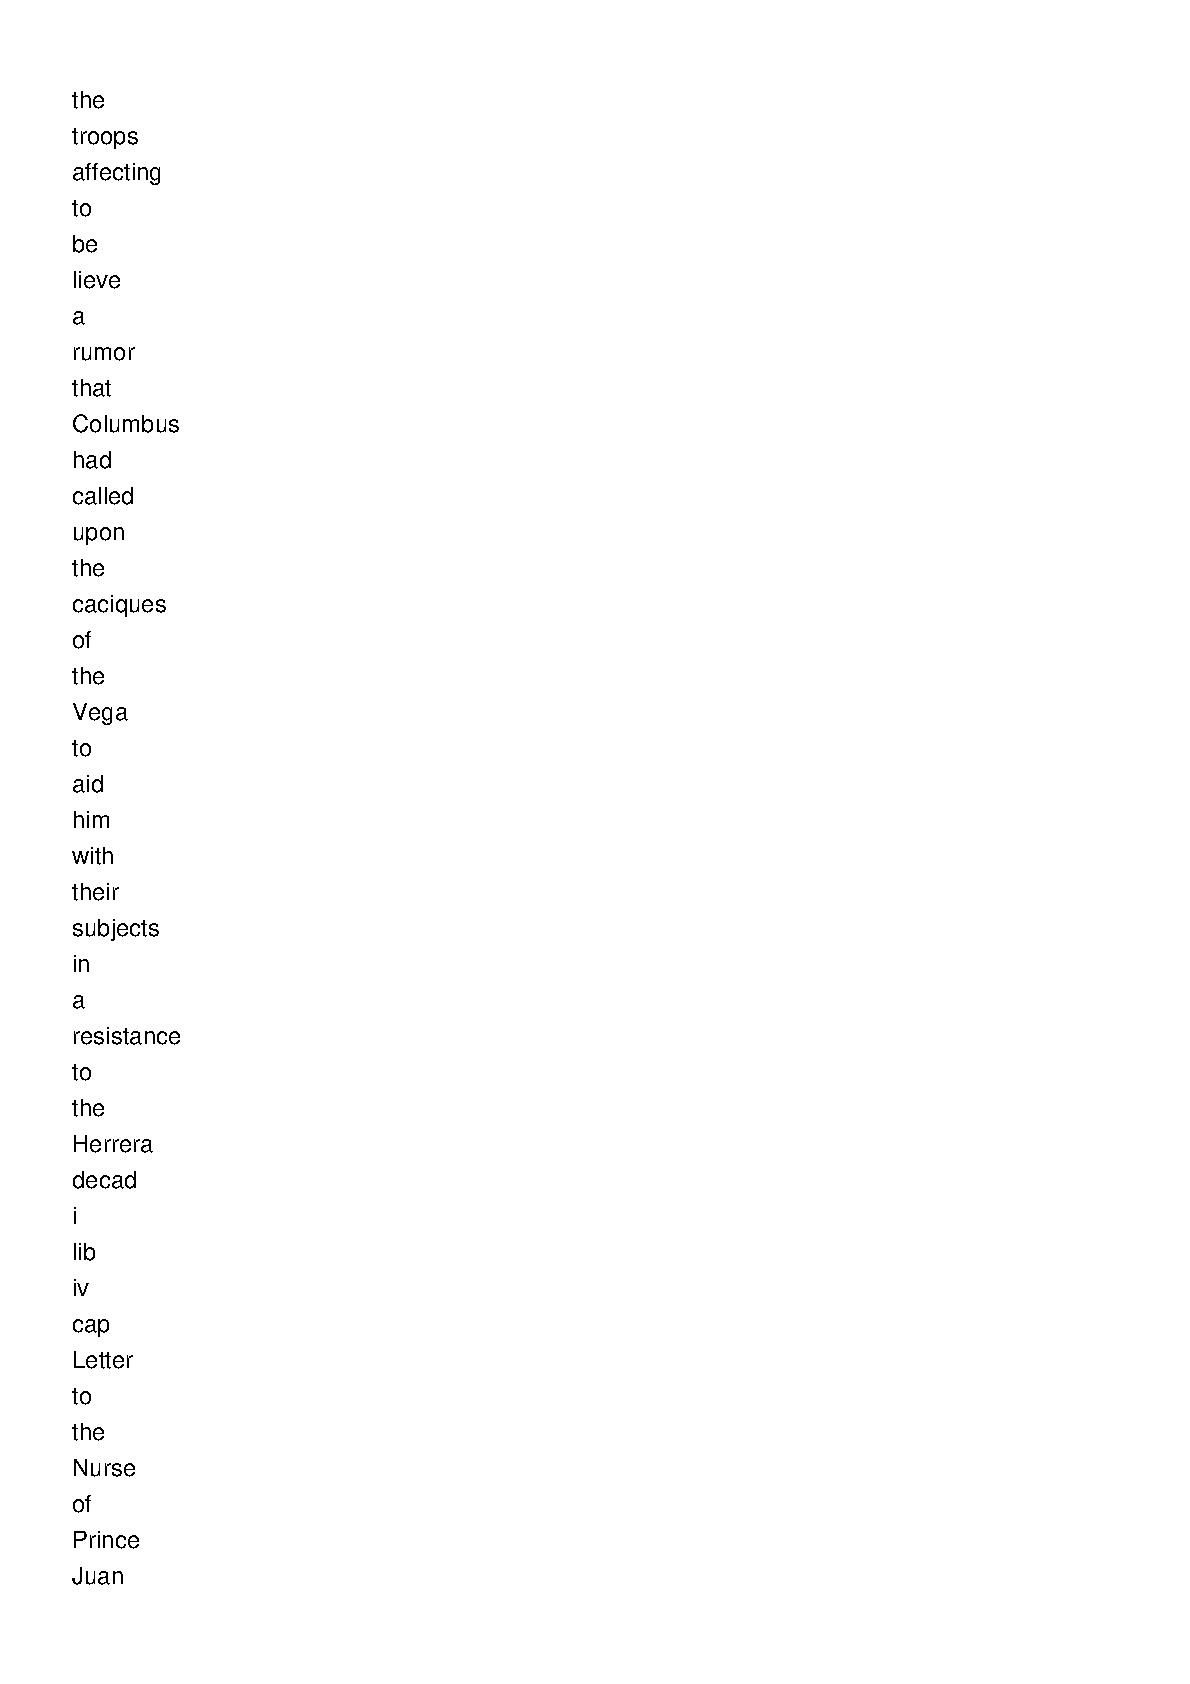 the
troops
affecting
to
be
lieve
a
rumor
that
Columbus
had
called
upon
the
caciques
of
the
Vega
to
aid
him
with
their
subjects
in
a
resistance
to
the
Herrera
decad
i
lib
iv
cap
Letter
to
the
Nurse
of
Prince
Juan